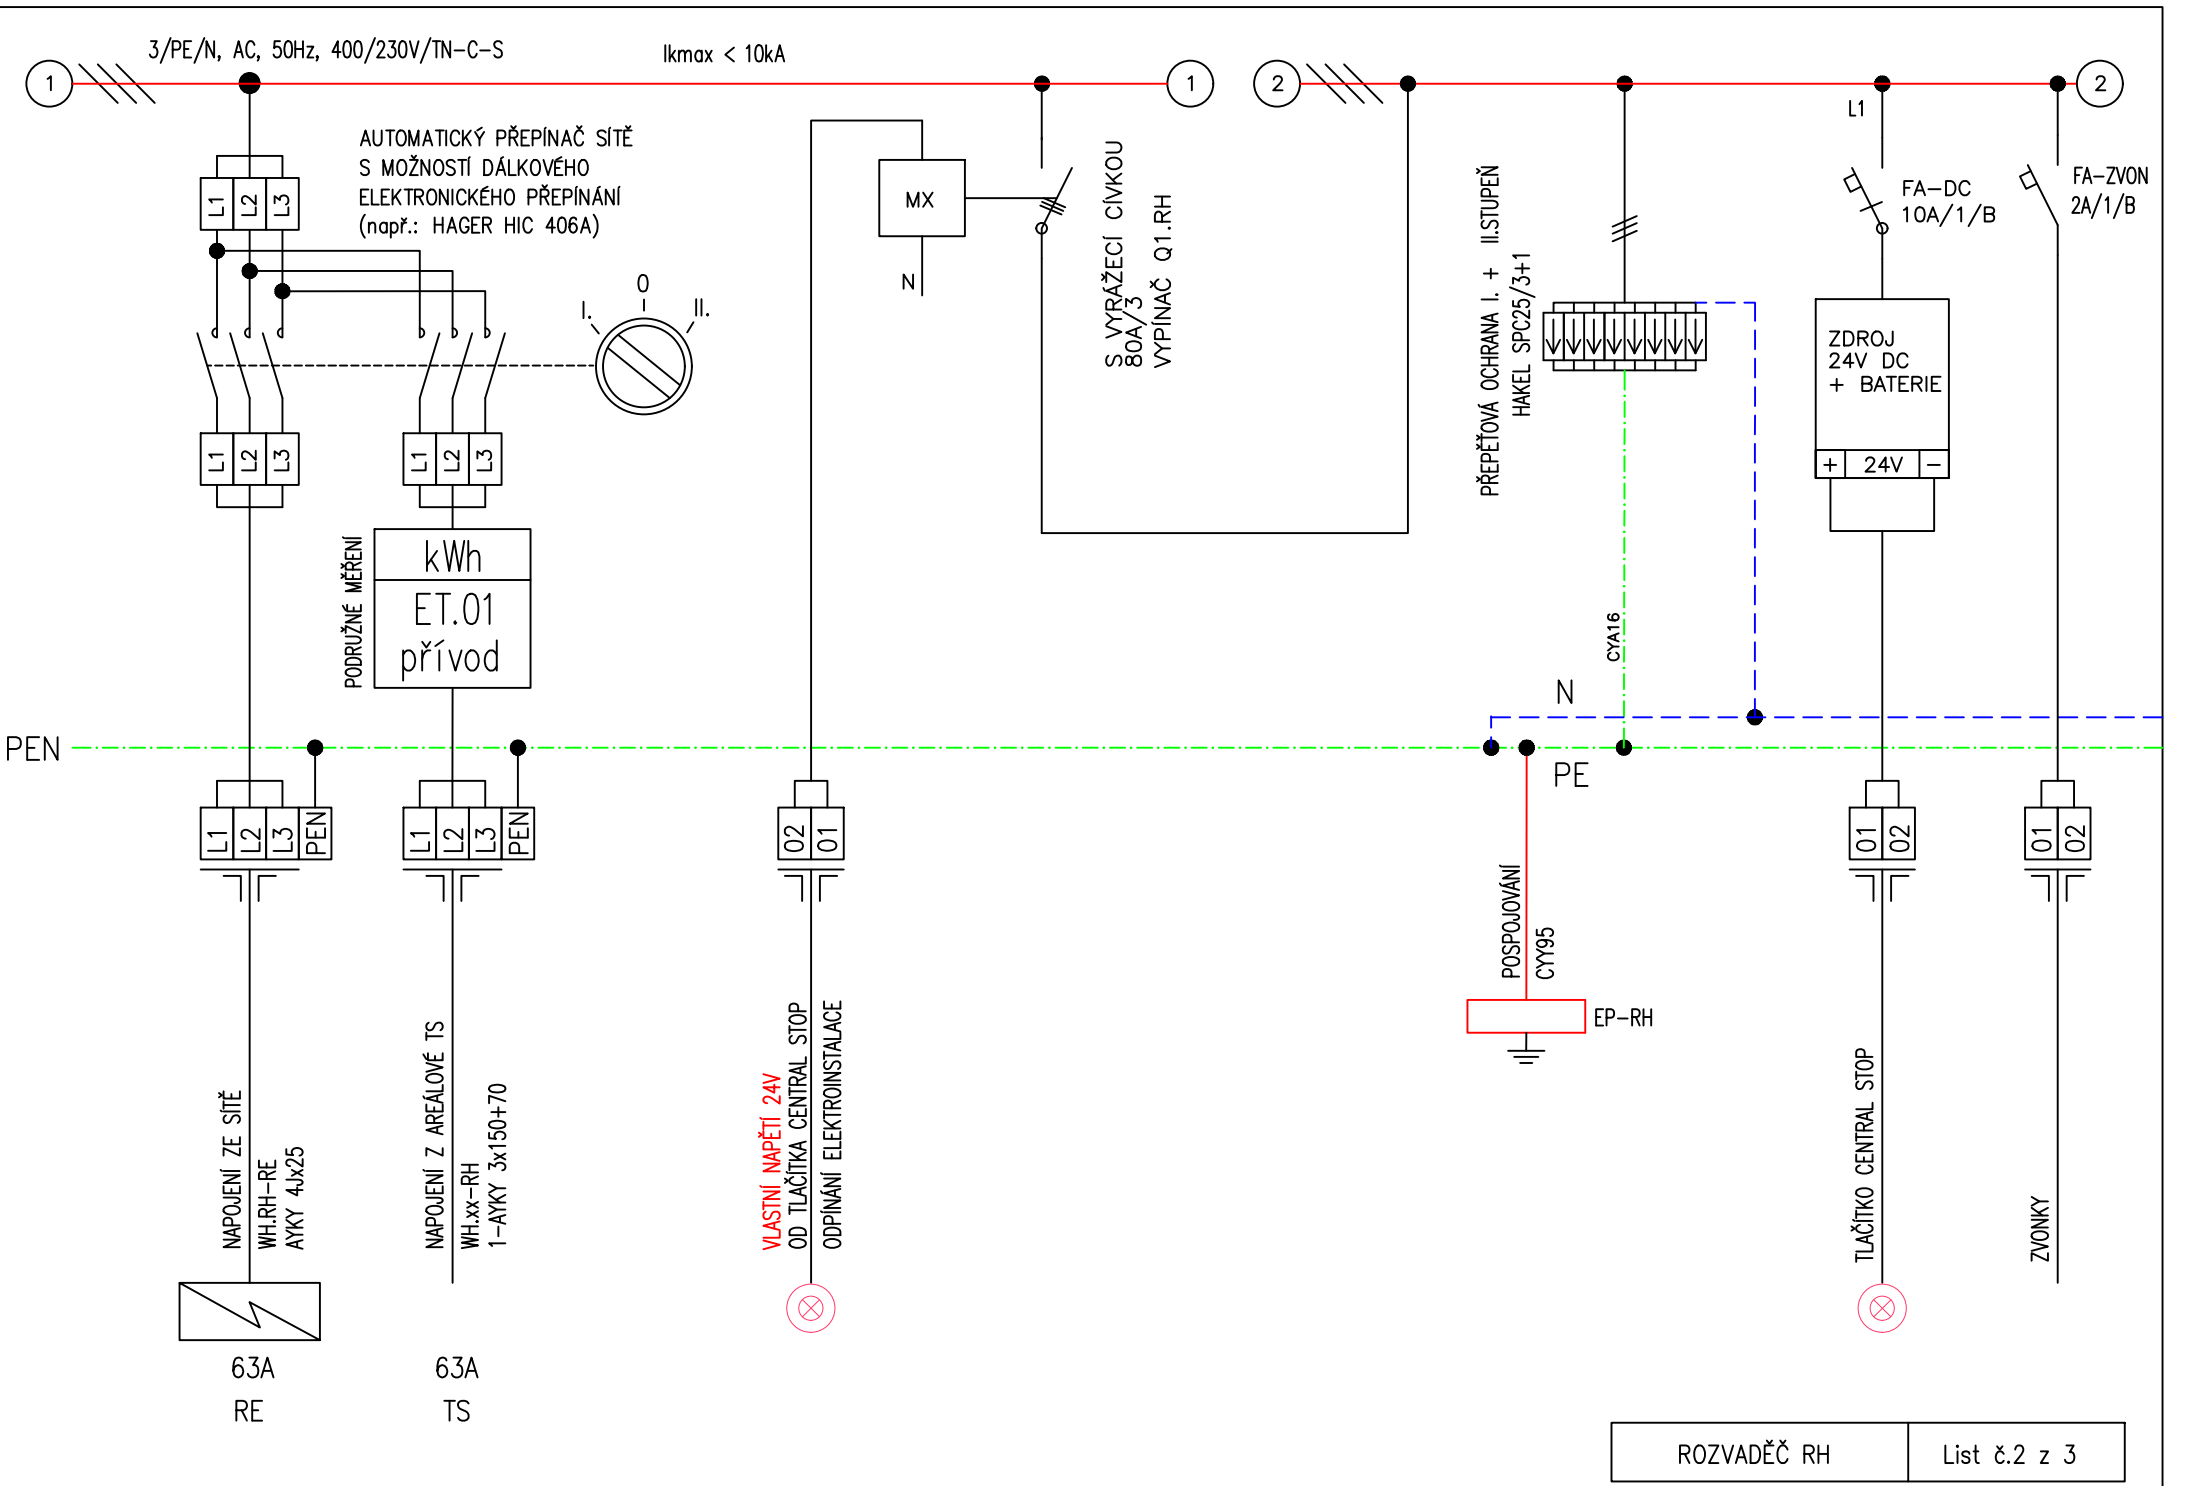 3/PE/N, AC, 50Hz, 400/230V/TN-C-S
Ikmax < 10kA
1
1
2
2
L1
AUTOMATICKÝ PŘEPÍNAČ SÍTĚ
S MOŽNOSTÍ DÁLKOVÉHO
ELEKTRONICKÉHO PŘEPÍNÁNÍ
(např.: HAGER HIC 406A)
L1
L2
L3
I.
0
II.
MX
N
S VYRÁŽECÍ CÍVKOU
80A/3
VYPÍNAČ Q1.RH
PŘEPĚŤOVÁ OCHRANA I. + II.STUPEŇ
HAKEL SPC25/3+1
FA-DC
10A/1/B
FA-ZVON
2A/1/B
ZDROJ
24V DC
+ BATERIE
+ 24V -
L1
L2
L3
L1
L2
L3
PODRUŽNÉ MĚŘENÍ
kWh
ET.01
přívod
CYA16
N
PEN
PE
L1
L2
L3
PEN
L1
L2
L3
PEN
02
01
01
02
01
02
POSPOJOVÁNÍ
CYY95
EP-RH
NAPOJENÍ ZE SÍTĚ
WH.RH-RE
AYKY 4Jx25
NAPOJENÍ Z AREÁLOVÉ TS
WH.xx-RH
1-AYKY 3x150+70
VLASTNÍ NAPĚTÍ 24V
OD TLAČÍTKA CENTRAL STOP
ODPÍNÁNÍ ELEKTROINSTALACE
TLAČÍTKO CENTRAL STOP
ZVONKY
63A
RE
63A
TS
ROZVADĚČ RH
List č.2 z 3